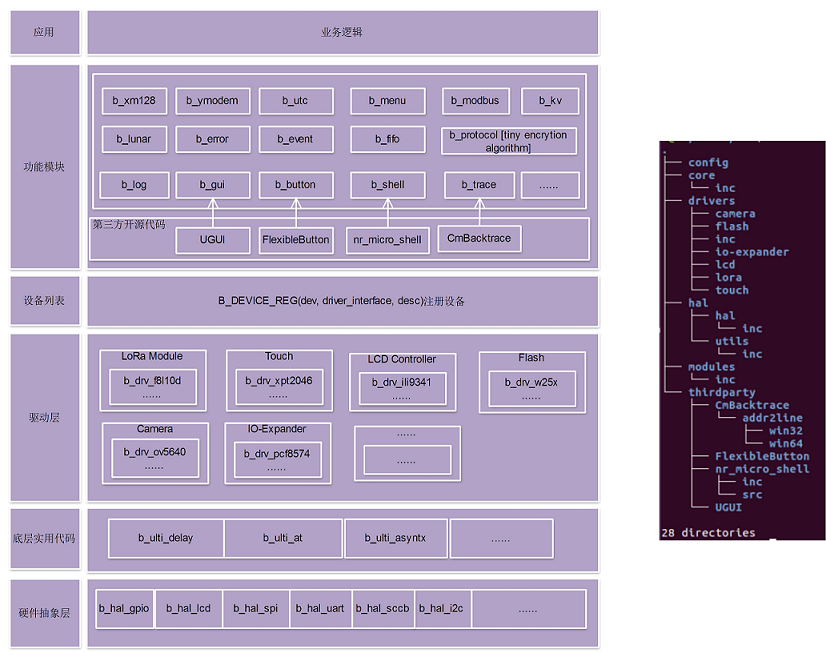 应用
业务逻辑
功能模块
b_xm128 b_ymodem b_utc b_menu b_modbus b_kv
b_lunar b_error b_event b_fifo b_protocol [tiny encrytion
algorithm]
b_log b_gui b_button b_shell b_trace ......
第三方开源代码
UGUI FlexibleButton nr_micro_shell CmBacktrace
设备列表
B_DEVICE_REG(dev, driver_interface, desc)注册设备
驱动层
LoRa Module Touch LCD Controller Flash
b_drv_f8l10d b_drv_xpt2046 b_drv_ili9341 b_drv_w25x
...... ...... ...... ......
Camera IO-Expander ......
b_drv_ov5640 b_drv_pcf8574 ......
...... ......
底层实用代码
b_ulti_delay b_ulti_at b_ulti_asyntx ......
硬件抽象层
b_hal_gpio b_hal_lcd b_hal_spi b_hal_uart b_hal_sccb b_hal_i2c ......
.
├── config
├── core
│   └── inc
├── drivers
│   ├── camera
│   ├── flash
│   ├── inc
│   ├── io-expander
│   ├── lcd
│   ├── lora
│   └── touch
├── hal
│   ├── hal
│   │   └── inc
│   └── utils
│       └── inc
├── modules
│   └── inc
└── thirdparty
    ├── CmBacktrace
    │   └── addr2line
    │       ├── win32
    │       └── win64
    ├── FlexibleButton
    ├── nr_micro_shell
    │   ├── inc
    │   └── src
    └── UGUI
28 directories